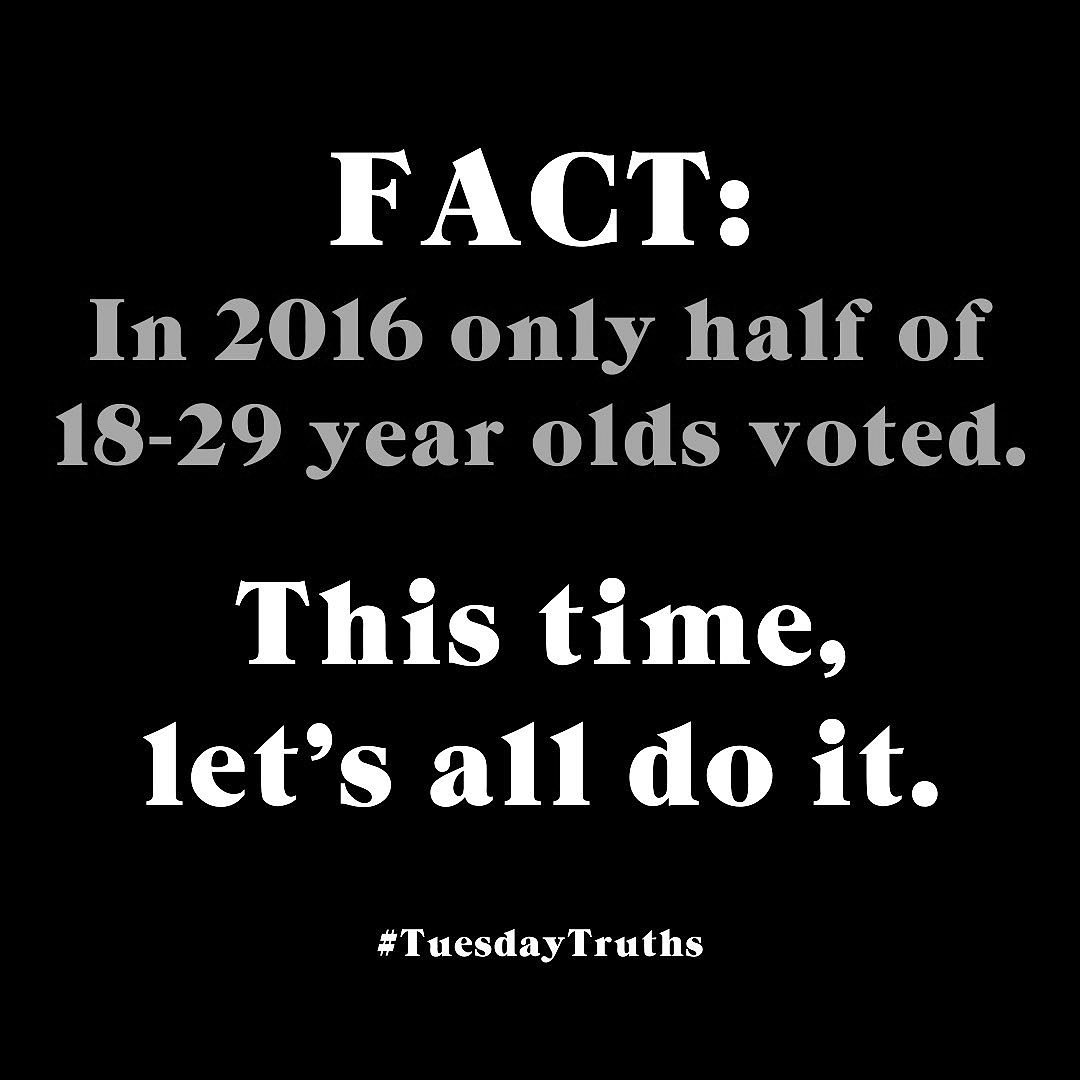 FACT:
In 2016 only half of
18-29 year olds voted.
This time,
let’s all do it.
#TuesdayTruths